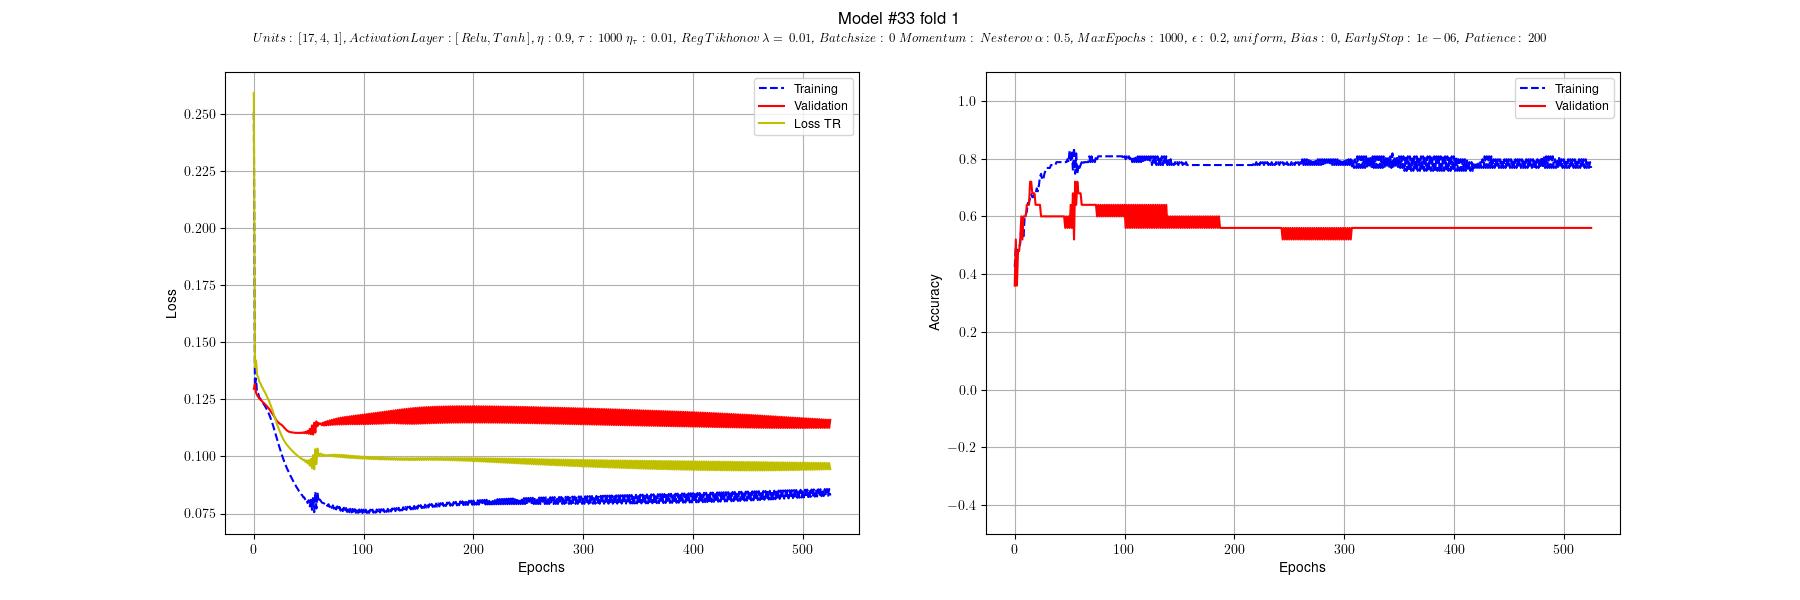 Model #33 fold 1
Units : [17, 4, 1], ActivationLayer : [ Relu, Tanh], η : 0.9, τ : 1000 ητ : 0.01, Reg Tikhonov λ = 0.01, Batchsize : 0 Momentum : Nesterov α : 0.5, MaxEpochs : 1000, ϵ : 0.2, uniform, Bias : 0, EarlyStop : 1e − 06, Patience : 200
Training
Validation
Loss TR
0.250
0.225
0.200
0.175
0.150
0.125
0.100
0.075
Loss
0 100 200 300 400 500
Epochs
Training
Validation
1.0
0.8
0.6
0.4
0.2
0.0
−0.2
−0.4
Accuracy
0 100 200 300 400 500
Epochs